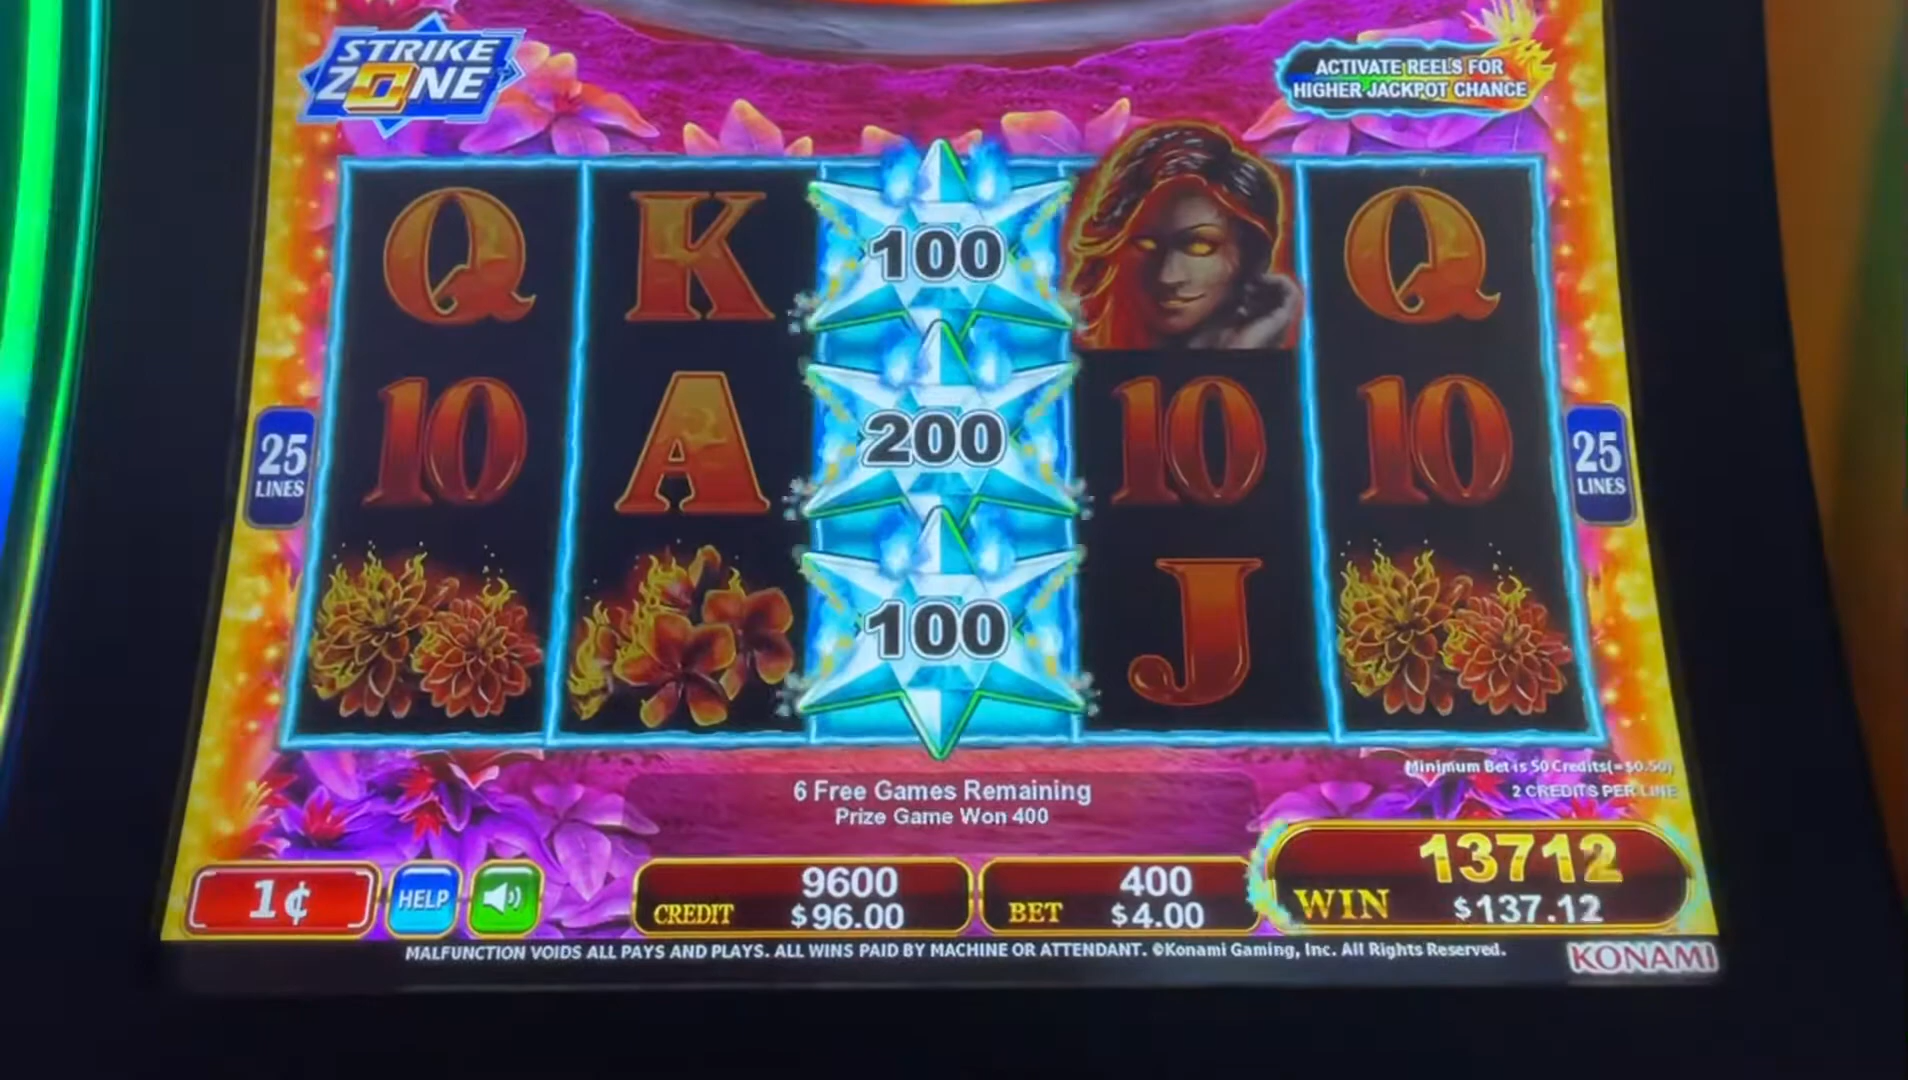 STRIKE
ZONE
ACTIVATE REELS FOR
HIGHER JACKPOT CHANCE
Q K 100 Q
25
LINES
10 A 200 10 10
25
LINES
100 J
Minimum Bet is 50 Credits(=$0.50)
2 CREDITS PER LINE
6 Free Games Remaining
Prize Game Won 400
1¢
HELP
CREDIT
9600
$96.00
BET
400
$4.00
WIN
13712
$137.12
MALFUNCTION VOIDS ALL PAYS AND PLAYS. ALL WINS PAID BY MACHINE OR ATTENDANT. ©Konami Gaming, Inc. All Rights Reserved.
KONAMI